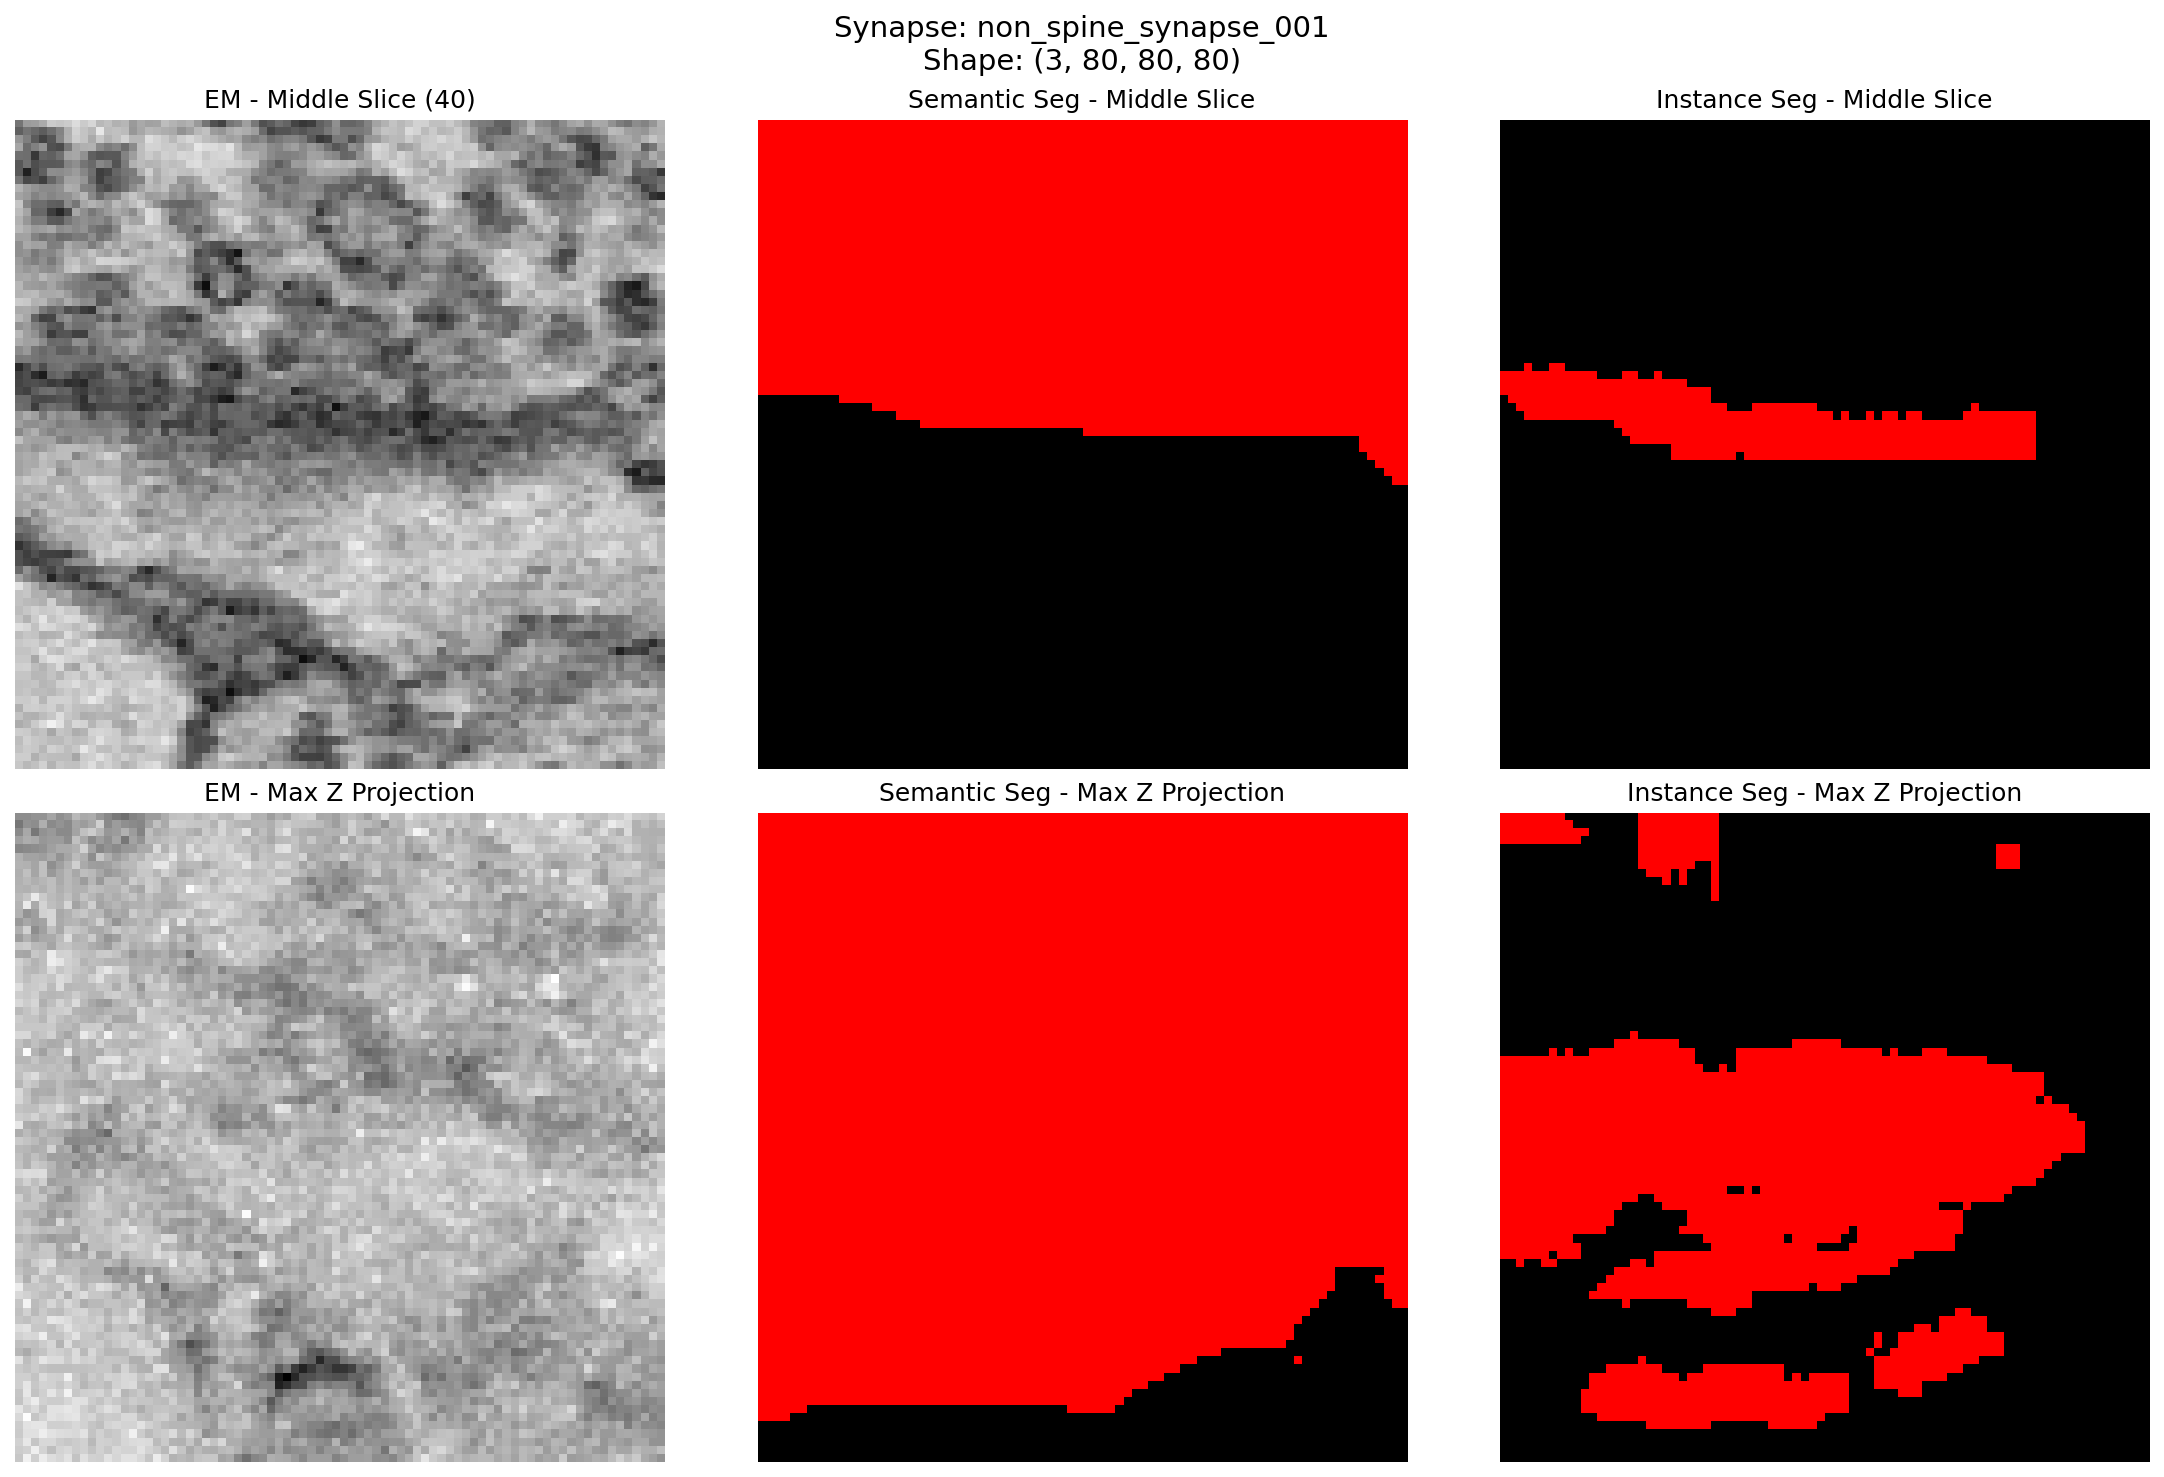 Synapse: non_spine_synapse_001
Shape: (3, 80, 80, 80)
EM - Middle Slice (40)
Semantic Seg - Middle Slice
Instance Seg - Middle Slice
EM - Max Z Projection
Semantic Seg - Max Z Projection
Instance Seg - Max Z Projection